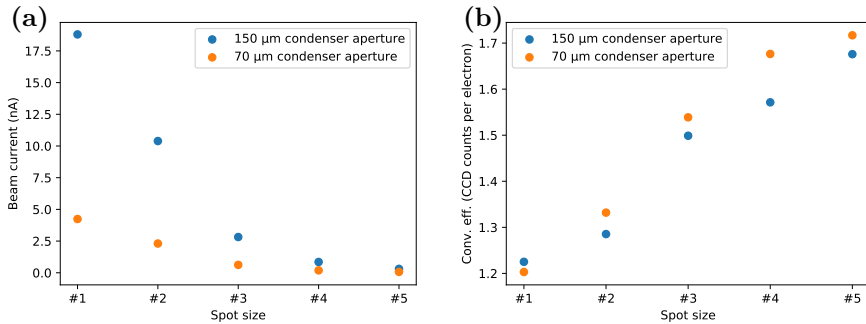 (a)
17.5
15.0
12.5
10.0
7.5
5.0
2.5
0.0
Beam current (nA)
150 μm condenser aperture
70 μm condenser aperture
#1 #2 #3 #4 #5
Spot size
(b)
1.7
1.6
1.5
1.4
1.3
1.2
Conv. eff. (CCD counts per electron)
150 μm condenser aperture
70 μm condenser aperture
#1 #2 #3 #4 #5
Spot size